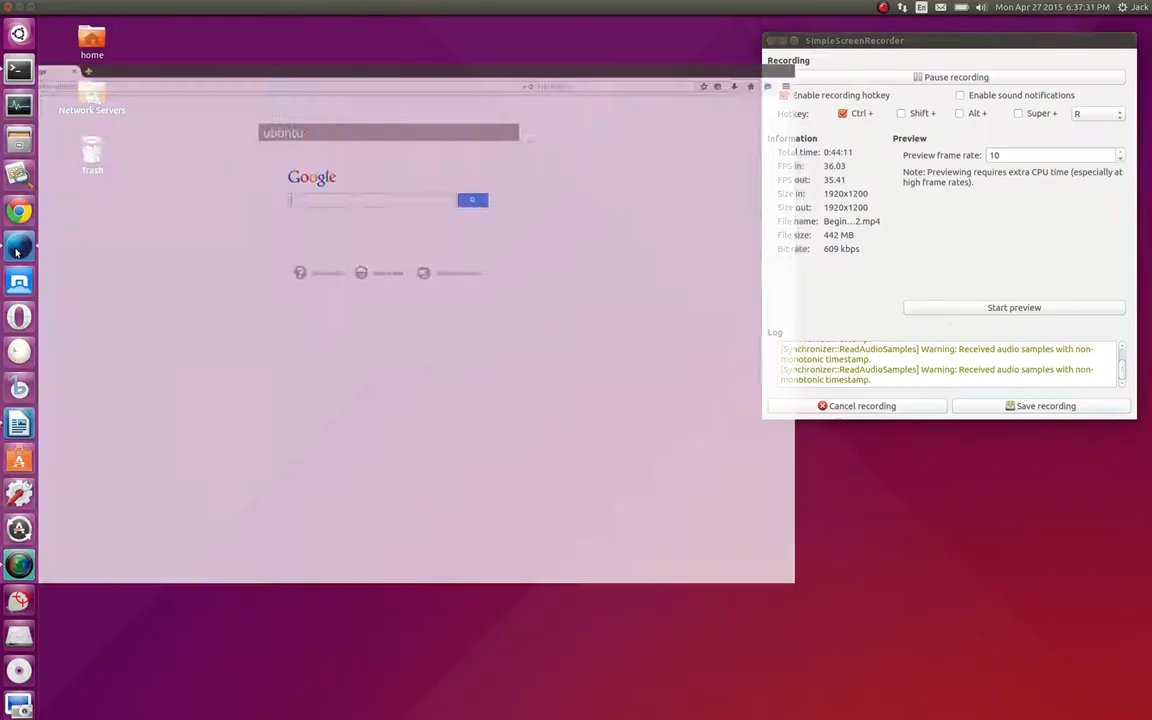 En
Mon Apr 27 2015 6:37:31 PM
Jack
home
Network Servers
Trash
ubuntu
Google
SimpleScreenRecorder
Recording
Pause recording
Enable recording hotkey
Enable sound notifications
Hotkey:
Ctrl +
Shift +
Alt +
Super +
R
Information
Total time: 0:44:11
FPS in: 36.03
FPS out: 35.41
Size in: 1920x1200
Size out: 1920x1200
File name: Begin...2.mp4
File size: 442 MB
Bit rate: 609 kbps
Preview
Preview frame rate: 10
Note: Previewing requires extra CPU time (especially at
high frame rates).
Start preview
Log
[Synchronizer::ReadAudioSamples] Warning: Received audio samples with non-
monotonic timestamp.
[Synchronizer::ReadAudioSamples] Warning: Received audio samples with non-
monotonic timestamp.
Cancel recording
Save recording